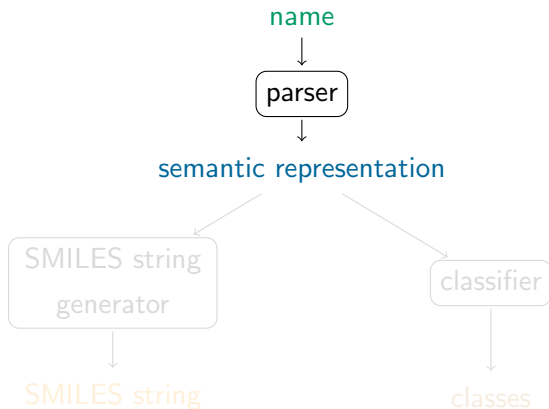 name
parser
semantic representation
SMILES string
generator
classifier
SMILES string
classes